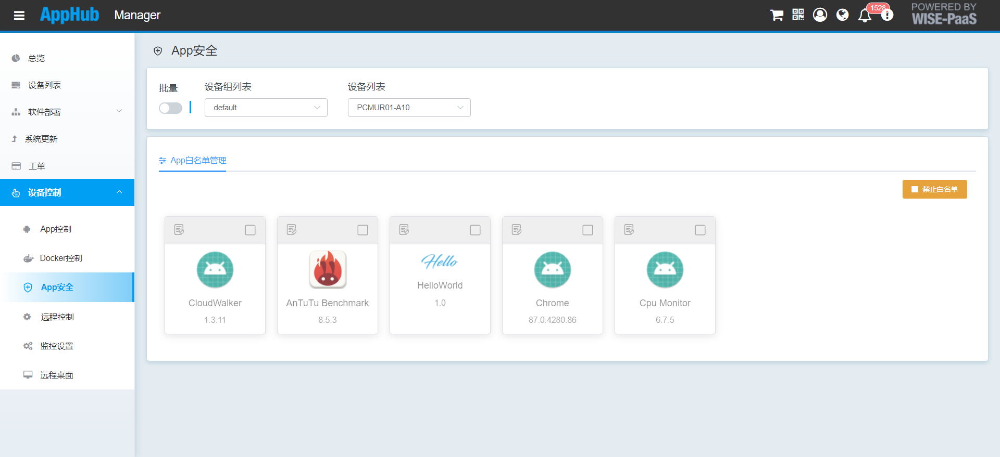 AppHub Manager
1528
POWERED BY
WISE-PaaS
总览
设备列表
软件部署
系统更新
工单
设备控制
App控制
Docker控制
App安全
远程控制
监控设置
远程桌面
App安全
批量
设备组列表
default
设备列表
PCMUR01-A10
App白名单管理
禁止白名单
CloudWalker
1.3.11
AnTuTu Benchmark
8.5.3
Hello
HelloWorld
1.0
Chrome
87.0.4280.86
Cpu Monitor
6.7.5